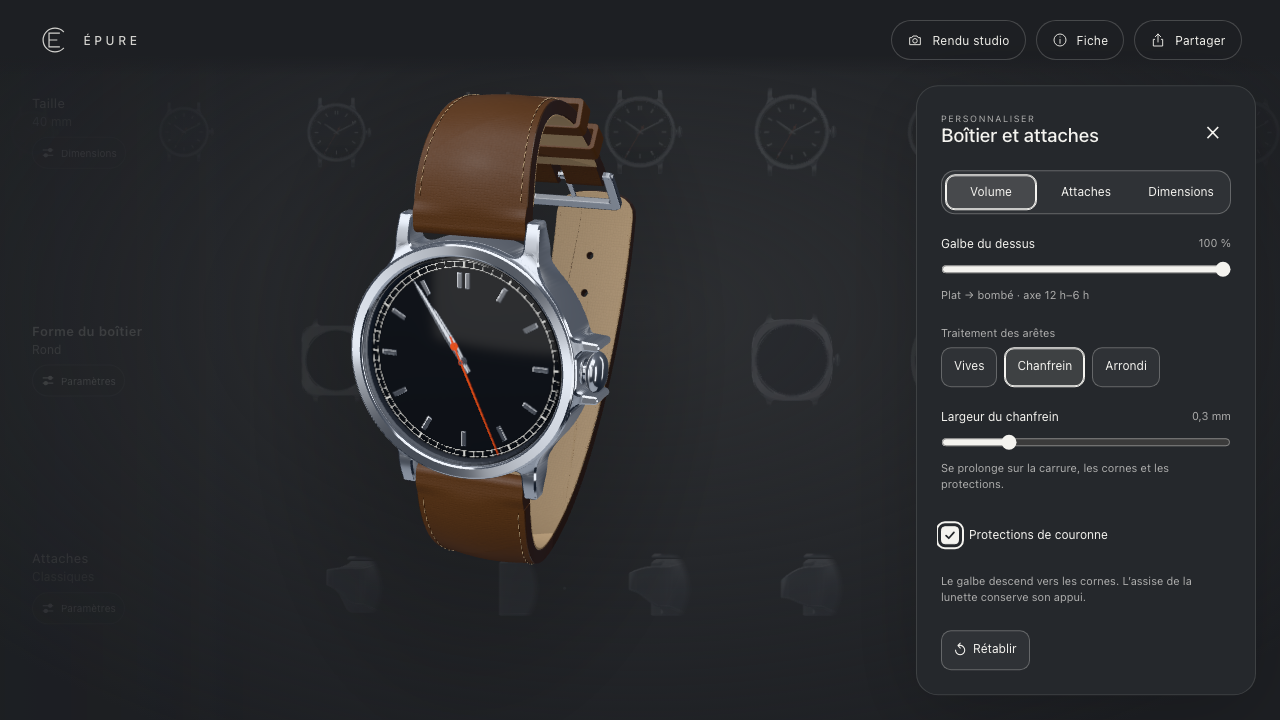 ÉPURE
Rendu studio
Fiche
Partager
Taille
40 mm
Dimensions
Forme du boîtier
Rond
Paramètres
Attaches
Classiques
Paramètres
PERSONNALISER
Boîtier et attaches
Volume
Attaches
Dimensions
Galbe du dessus
100 %
Plat → bombé · axe 12 h–6 h
Traitement des arêtes
Vives
Chanfrein
Arrondi
Largeur du chanfrein
0,3 mm
Se prolonge sur la carrure, les cornes et les
protections.
Protections de couronne
Le galbe descend vers les cornes. L'assise de la
lunette conserve son appui.
Rétablir